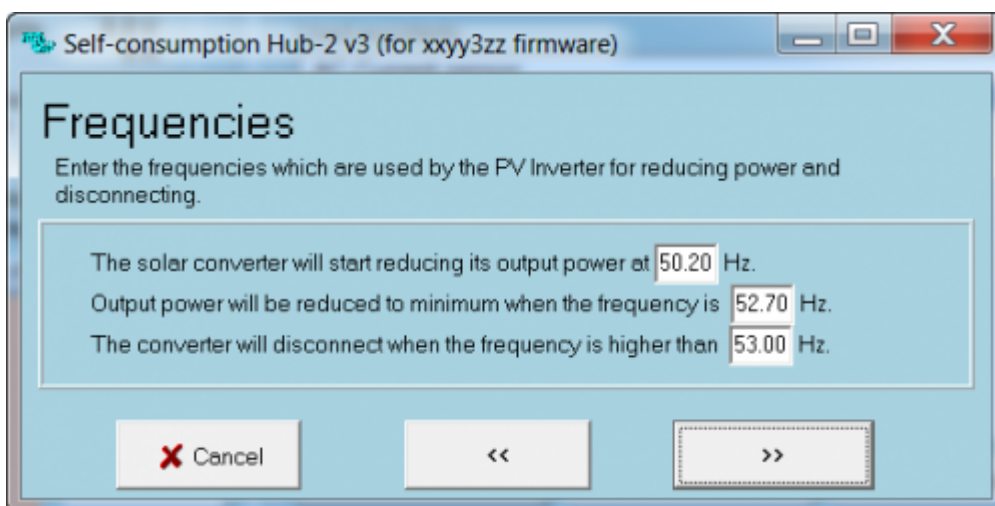 Self-consumption Hub-2 v3 (for xxyy3zz firmware)
Frequencies
Enter the frequencies which are used by the PV Inverter for reducing power and
disconnecting.
The solar converter will start reducing its output power at 50.20 Hz.
Output power will be reduced to minimum when the frequency is 52.70 Hz.
The converter will disconnect when the frequency is higher than 53.00 Hz.
Cancel
<<
>>